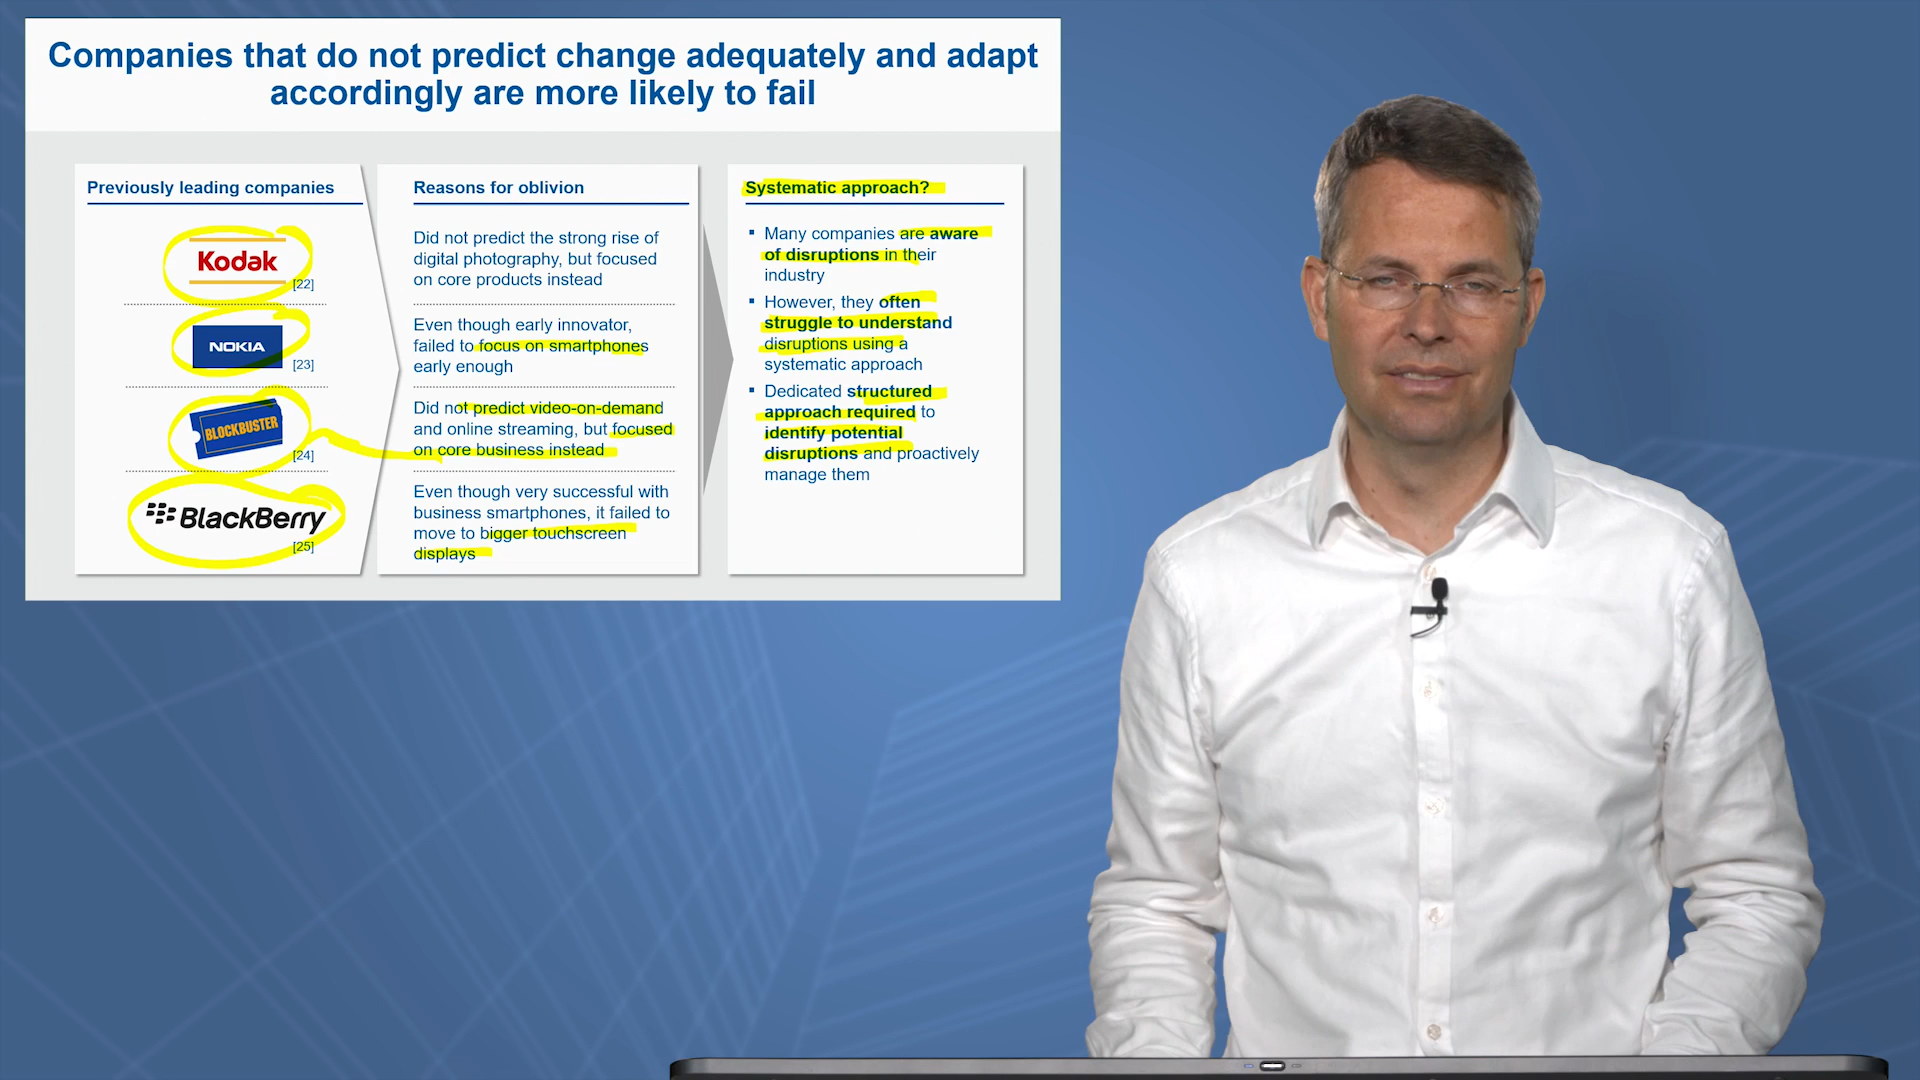 Companies that do not predict change adequately and adapt
accordingly are more likely to fail
Previously leading companies
Kodak
[22]
NOKIA
[23]
BLOCKBUSTER
[24]
BlackBerry
[25]
Reasons for oblivion
Did not predict the strong rise of
digital photography, but focused
on core products instead
Even though early innovator,
failed to focus on smartphones
early enough
Did not predict video-on-demand
and online streaming, but focused
on core business instead
Even though very successful with
business smartphones, it failed to
move to bigger touchscreen
displays
Systematic approach?
▪ Many companies are aware
of disruptions in their
industry
▪ However, they often
struggle to understand
disruptions using a
systematic approach
▪ Dedicated structured
approach required to
identify potential
disruptions and proactively
manage them